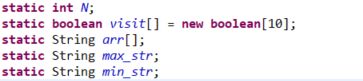 static int N;
static boolean visit[] = new boolean[10];
static String arr[];
static String max_str;
static String min_str;